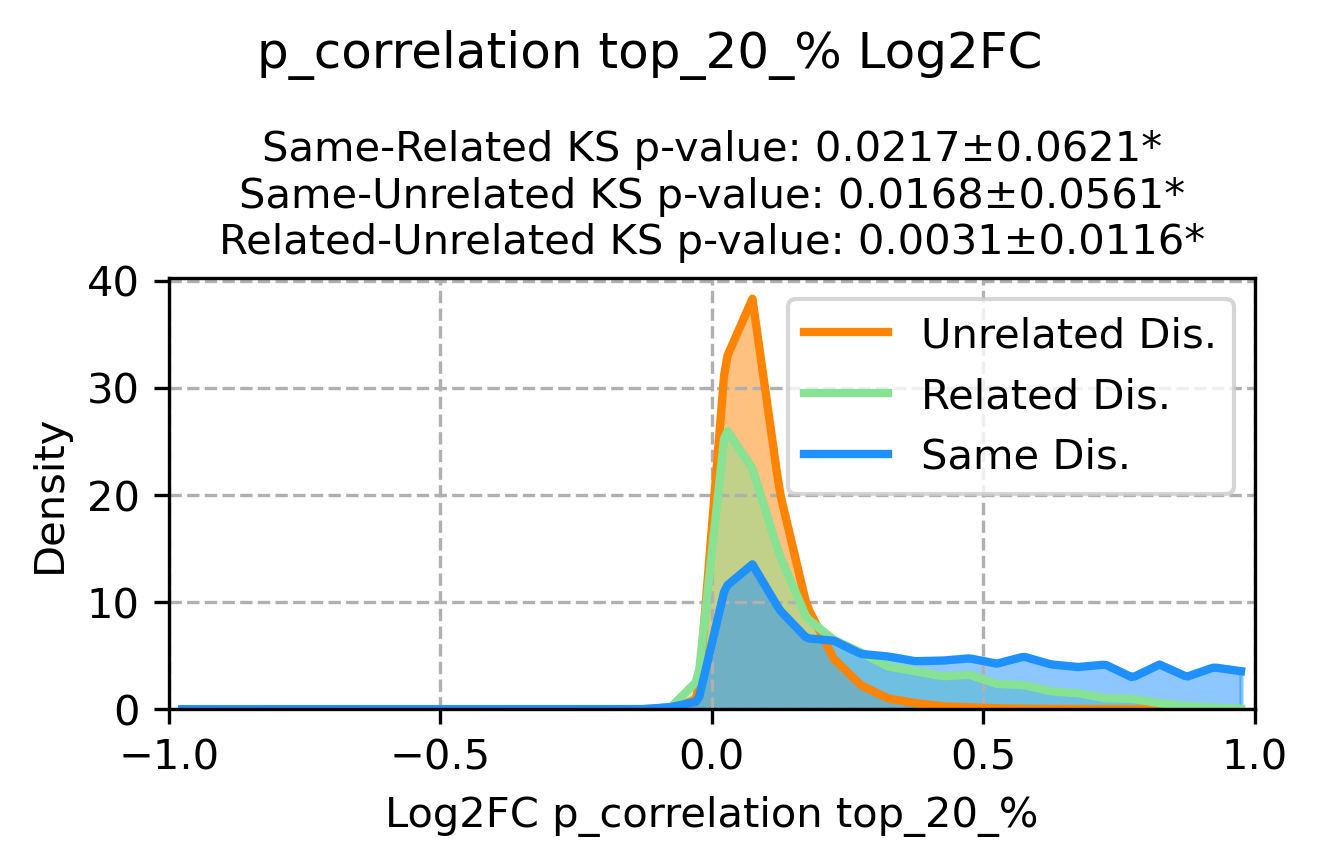 p_correlation top_20_% Log2FC
Same-Related KS p-value: 0.0217±0.0621*
Same-Unrelated KS p-value: 0.0168±0.0561*
Related-Unrelated KS p-value: 0.0031±0.0116*
40
30
20
10
0
Density
Unrelated Dis.
Related Dis.
Same Dis.
−1.0 −0.5 0.0 0.5 1.0
Log2FC p_correlation top_20_%